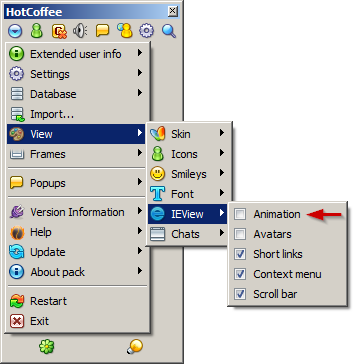 HotCoffee
Extended user info
Settings
Database
Import...
View
Frames
Popups
Version Information
Help
Update
About pack
Restart
Exit
Skin
Icons
Smileys
Font
IEView
Chats
Animation
Avatars
Short links
Context menu
Scroll bar